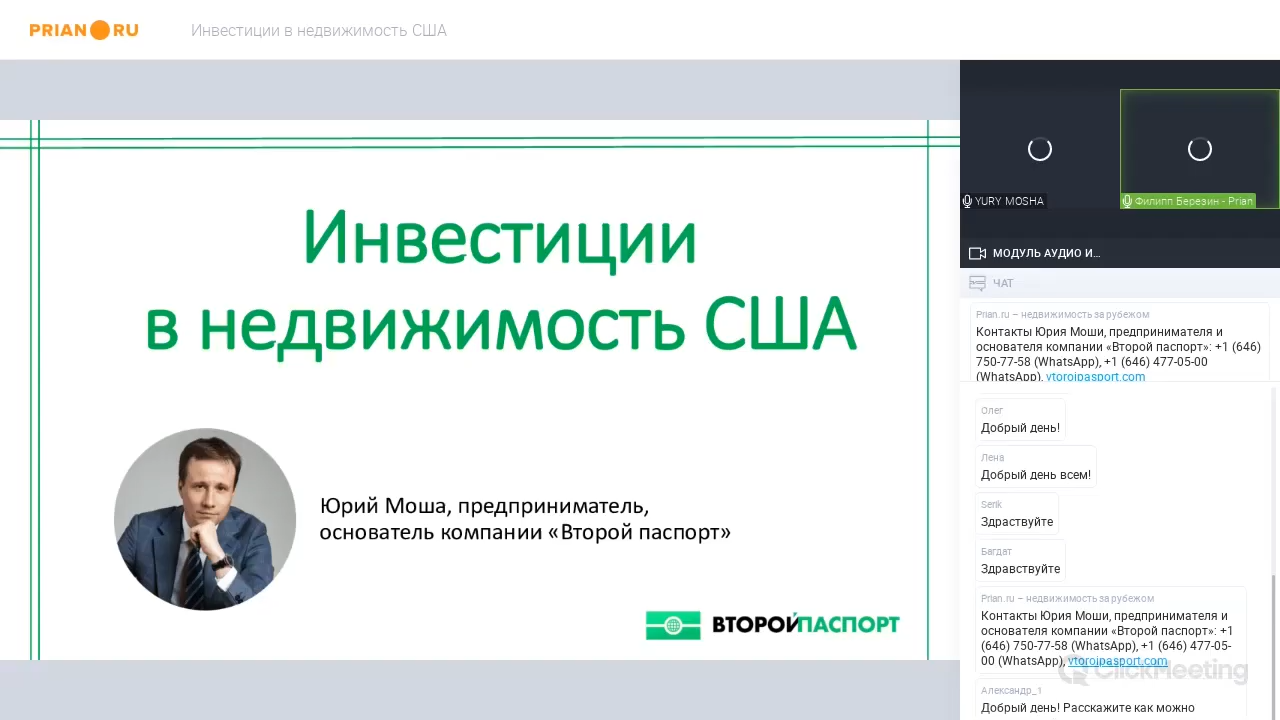 PRIAN RU
Инвестиции в недвижимость США
Инвестиции
в недвижимость США
Юрий Моша, предприниматель,
основатель компании «Второй паспорт»
ВТОРОЙПАСПОРТ
YURY MOSHA
Филипп Березин - Prian
МОДУЛЬ АУДИО И...
ЧАТ
Prian.ru – недвижимость за рубежом
Контакты Юрия Моши, предпринимателя и
основателя компании «Второй паспорт»: +1 (646)
750-77-58 (WhatsApp), +1 (646) 477-05-00
(WhatsApp), vtoroipasport.com
Олег
Добрый день!
Лена
Добрый день всем!
Serik
Здраствуйте
Багдат
Здравствуйте
Prian.ru – недвижимость за рубежом
Контакты Юрия Моши, предпринимателя и
основателя компании «Второй паспорт»: +1
(646) 750-77-58 (WhatsApp), +1 (646) 477-05-
00 (WhatsApp), vtoroipasport.com
ClickMeeting
Александр_1
Добрый день! Расскажите как можно